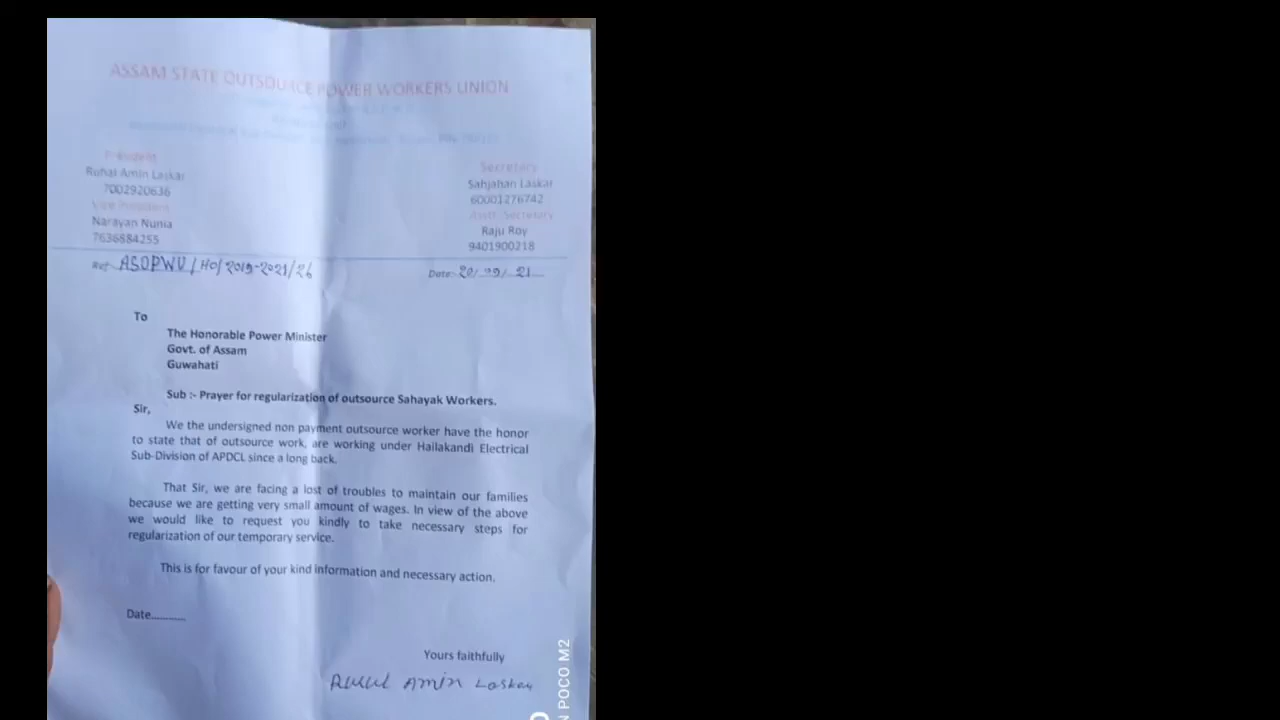 ASSAM STATE OUTSOURCE POWER WORKERS UNION
President
Ruhal Amin Laskar
7002920636
Vice President
Narayan Nunia
7636884255
Secretary
Sahjahan Laskar
60001276742
Asstt. Secretary
Raju Roy
9401900218
Ref: ASOPWU/HO/2019-2021/26
Date: 20/09/21
To
The Honorable Power Minister
Govt. of Assam
Guwahati
Sub :- Prayer for regularization of outsource Sahayak Workers.
Sir,
We the undersigned non payment outsource worker have the honor
to state that of outsource work, are working under Hailakandi Electrical
Sub-Division of APDCL since a long back.
That Sir, we are facing a lost of troubles to maintain our families
because we are getting very small amount of wages. In view of the above
we would like to request you kindly to take necessary steps for
regularization of our temporary service.
This is for favour of your kind information and necessary action.
Date...........
Yours faithfully
Amin Laskar
N POCO M2